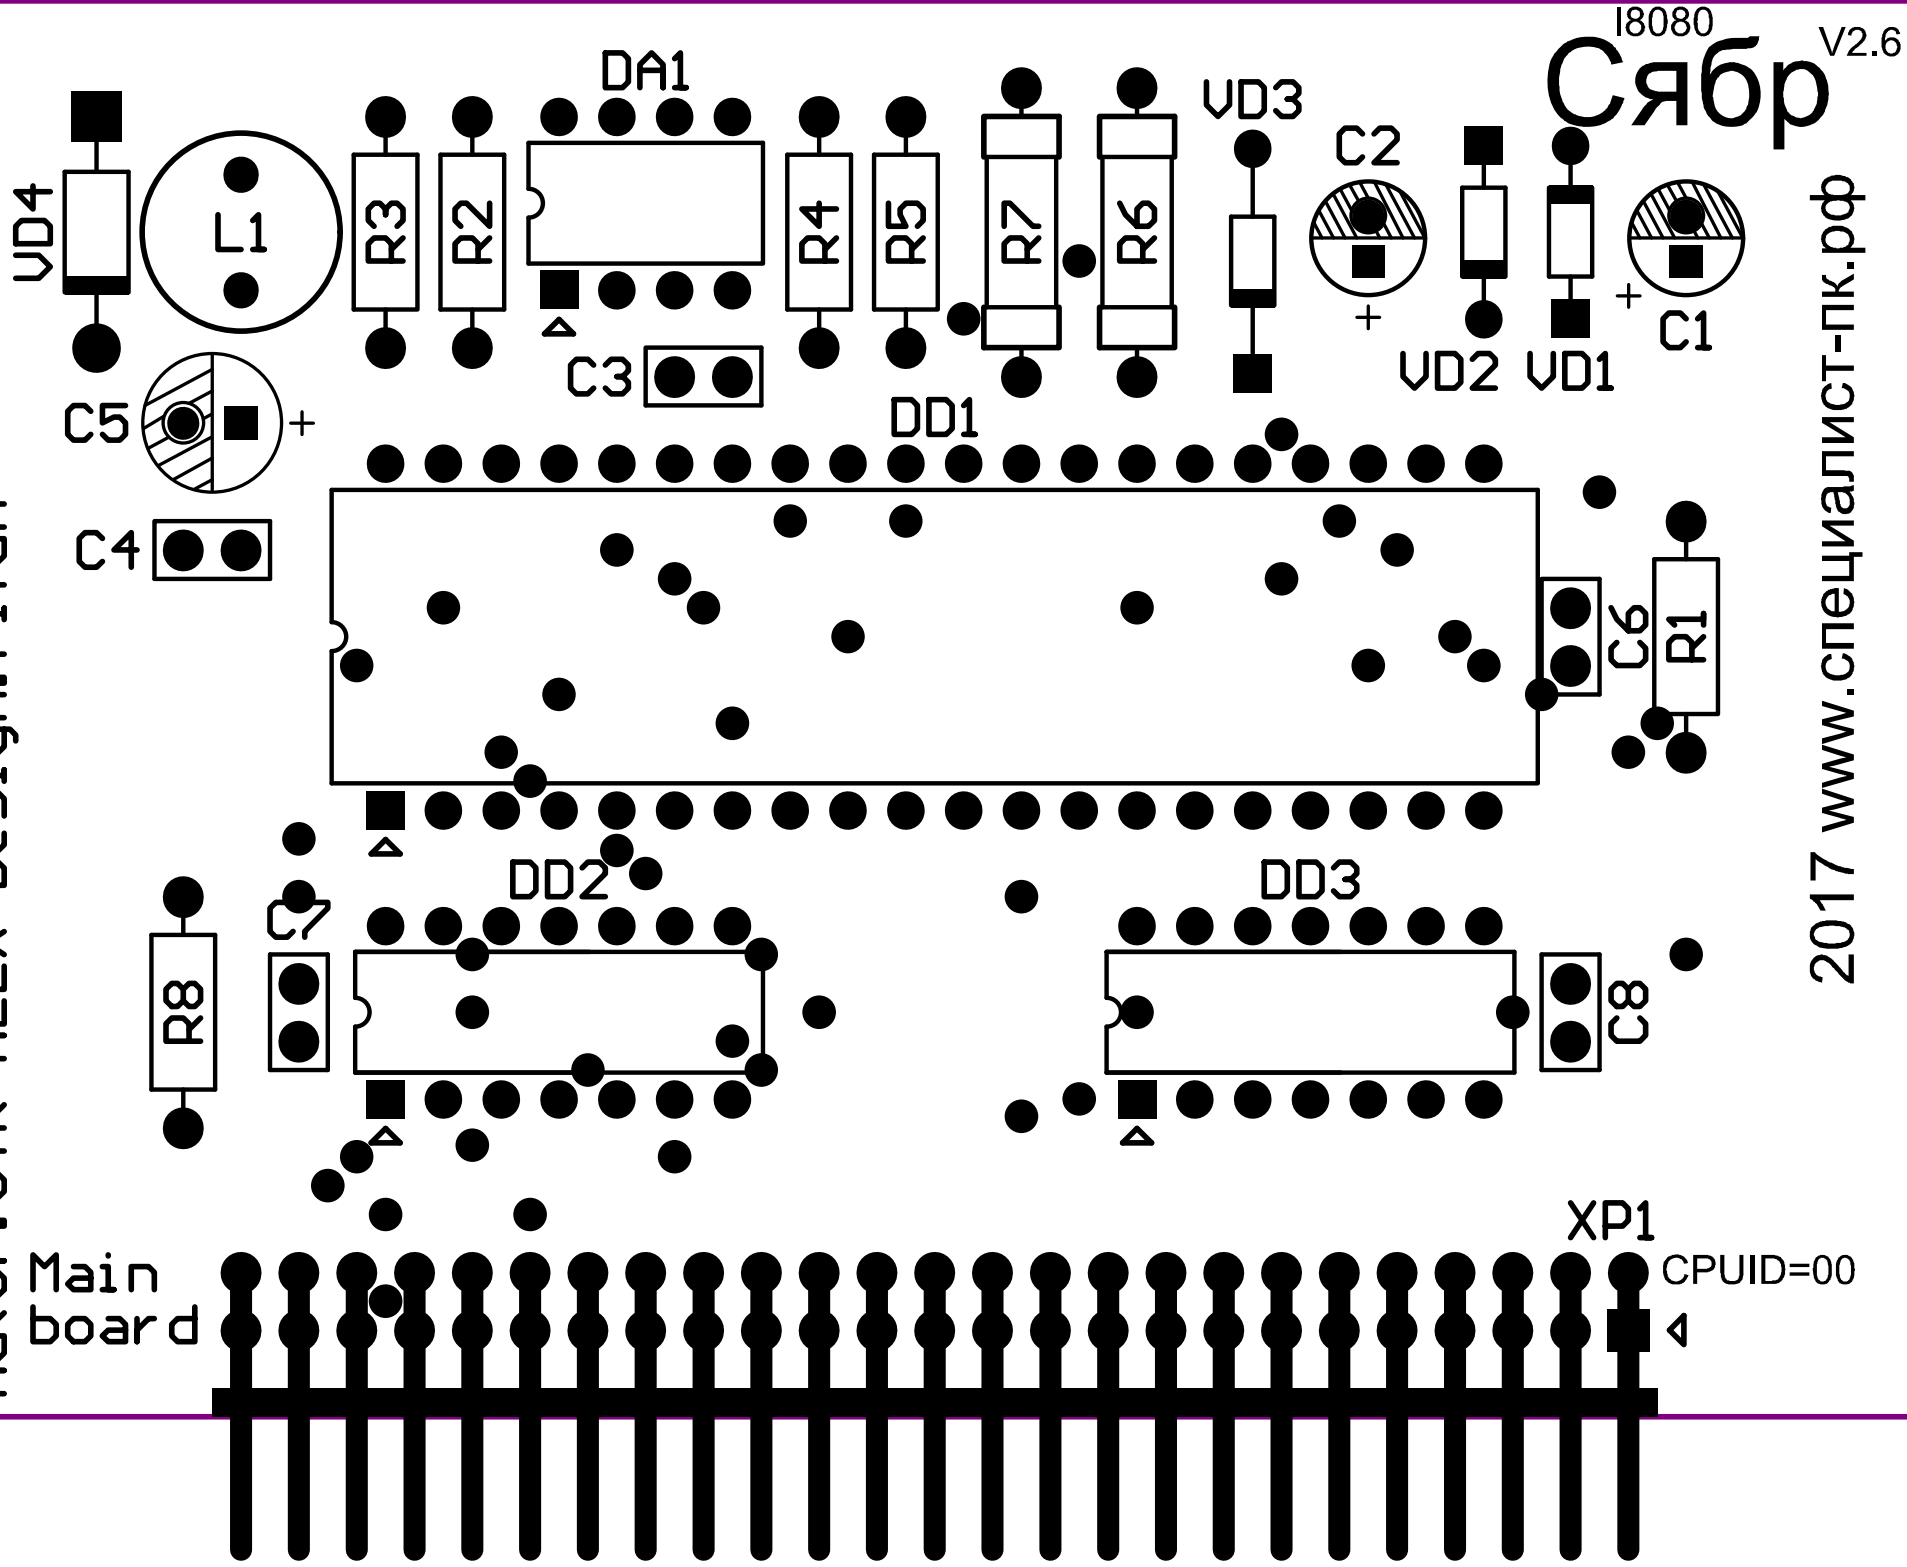 I8080
Сябр
V2.6
DA1
VD3
C2
VD4
L1
R3
R2
R4
R5
R7
R6
C1
VD2
VD1
C3
C5
DD1
C4
C6
R1
2017 www.специалист-пк.рф
DD2
DD3
C7
R8
C8
XP1
CPUID=00
Main
board